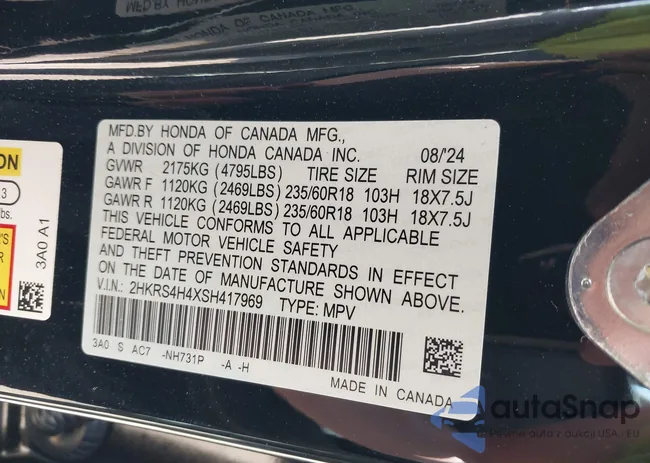 MFD.BY HONDA OF CANADA MFG.,
A DIVISION OF HONDA CANADA INC. 08/'24
GVWR 2175KG (4795LBS) TIRE SIZE RIM SIZE
GAWR F 1120KG (2469LBS) 235/60R18 103H 18X7.5J
GAWR R 1120KG (2469LBS) 235/60R18 103H 18X7.5J
THIS VEHICLE CONFORMS TO ALL APPLICABLE
FEDERAL MOTOR VEHICLE SAFETY
AND THEFT PREVENTION STANDARDS IN EFFECT
ON THE DATE OF MANUFACTURE SHOWN ABOVE.
V.I.N.: 2HKRS4H4XSH417969 TYPE: MPV
3A0 S AC7 -NH731P -A -H
MADE IN CANADA
ON
3
bs.
'S
R
3A0 A1
autoSnap